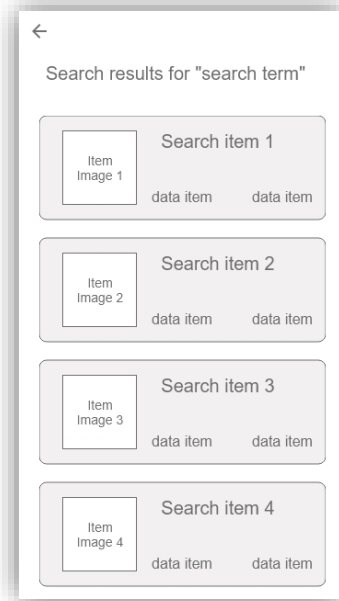 Search results for "search term"
Search item 1
Item
Image 1
data item data item
Search item 2
Item
Image 2
data item data item
Search item 3
Item
Image 3
data item data item
Search item 4
Item
Image 4
data item data item